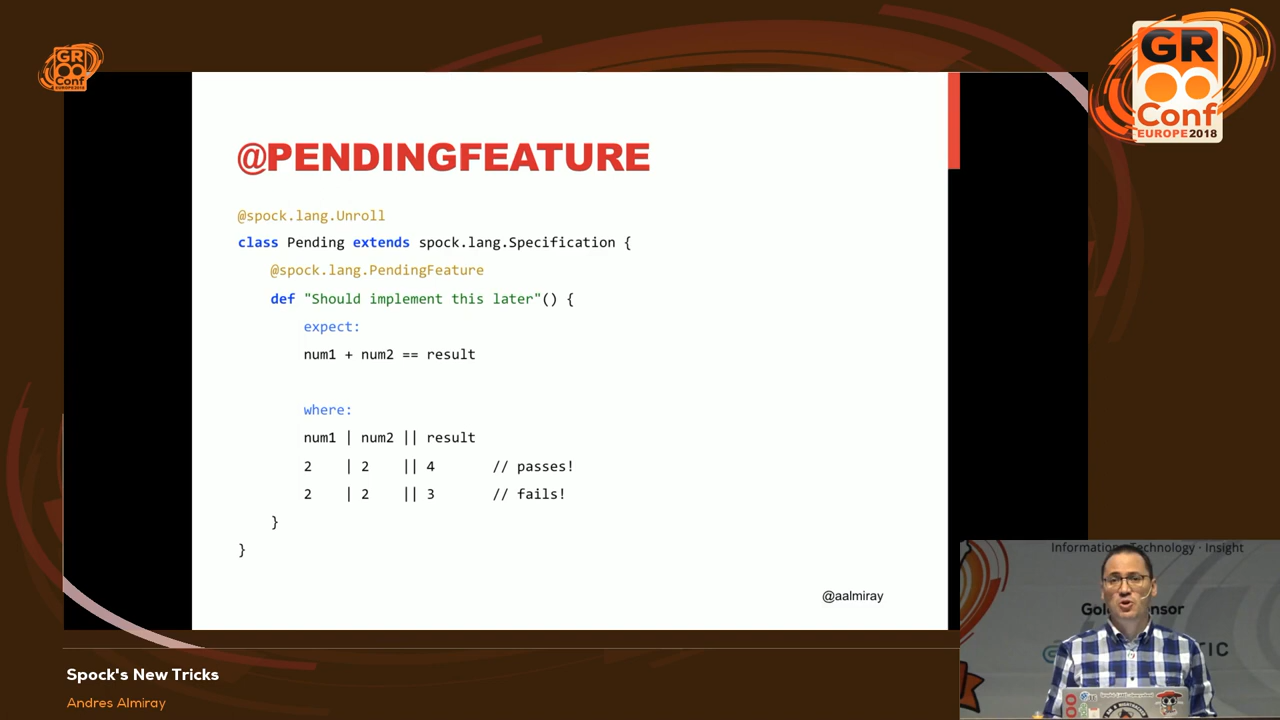 GR
Conf
EUROPE 2018
GR
Conf
EUROPE 2018
@PENDINGFEATURE
@spock.lang.Unroll
class Pending extends spock.lang.Specification {
@spock.lang.PendingFeature
def "Should implement this later"() {
expect:
num1 + num2 == result
where:
num1 | num2 || result
2 | 2 || 4 // passes!
2 | 2 || 3 // fails!
}
}
@aalmiray
Information Technology · Insight
Spock's New Tricks
Andres Almiray